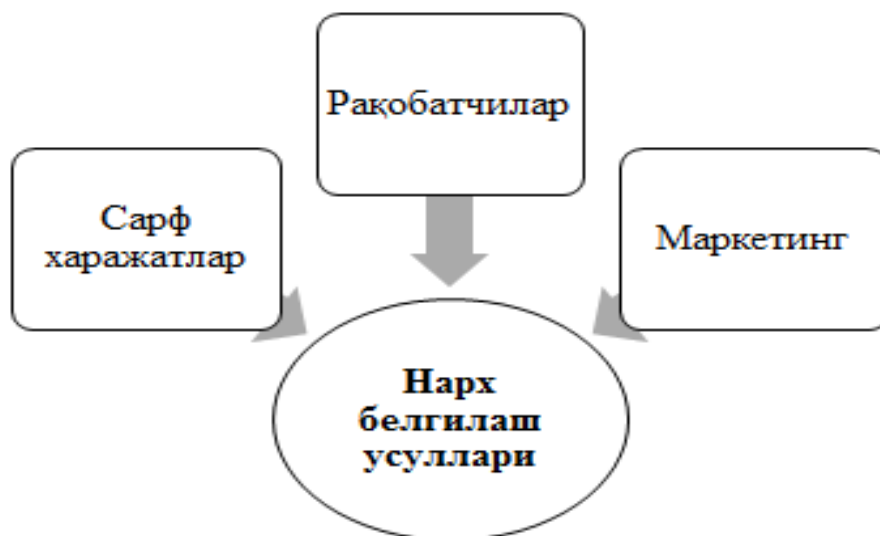 Рақобатчилар
Сарф
харажатлар
Маркетинг
Нарх
белгилаш
усуллари